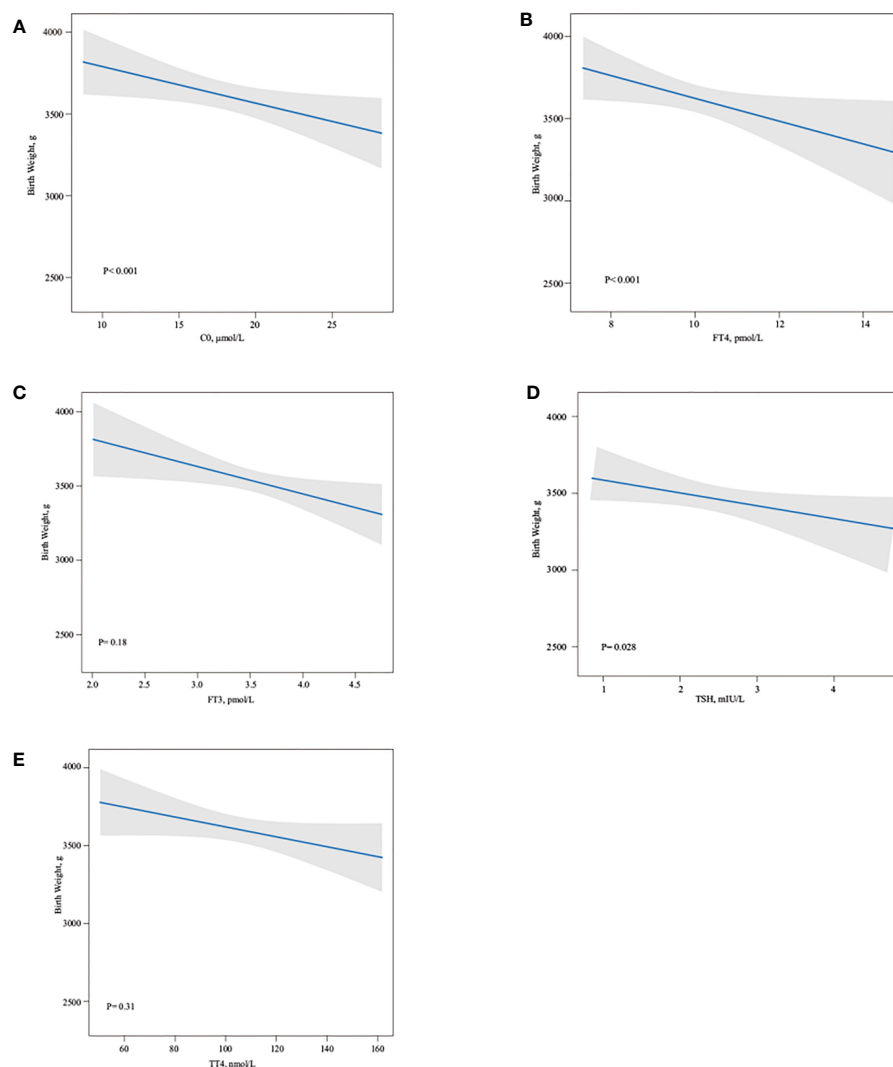 A
4000
3500
3000
2500
Birth Weight, g
P< 0.001
10 15 20 25
C0, μmol/L
B
4000
3500
3000
2500
Birth Weight, g
P< 0.001
8 10 12 14
FT4, pmol/L
C
4000
3500
3000
2500
Birth Weight, g
P= 0.18
2.0 2.5 3.0 3.5 4.0 4.5
FT3, pmol/L
D
4000
3500
3000
2500
Birth Weight, g
P= 0.028
1 2 3 4
TSH, mIU/L
E
4000
3500
3000
2500
Birth Weight, g
P= 0.31
60 80 100 120 140 160
TT4, nmol/L